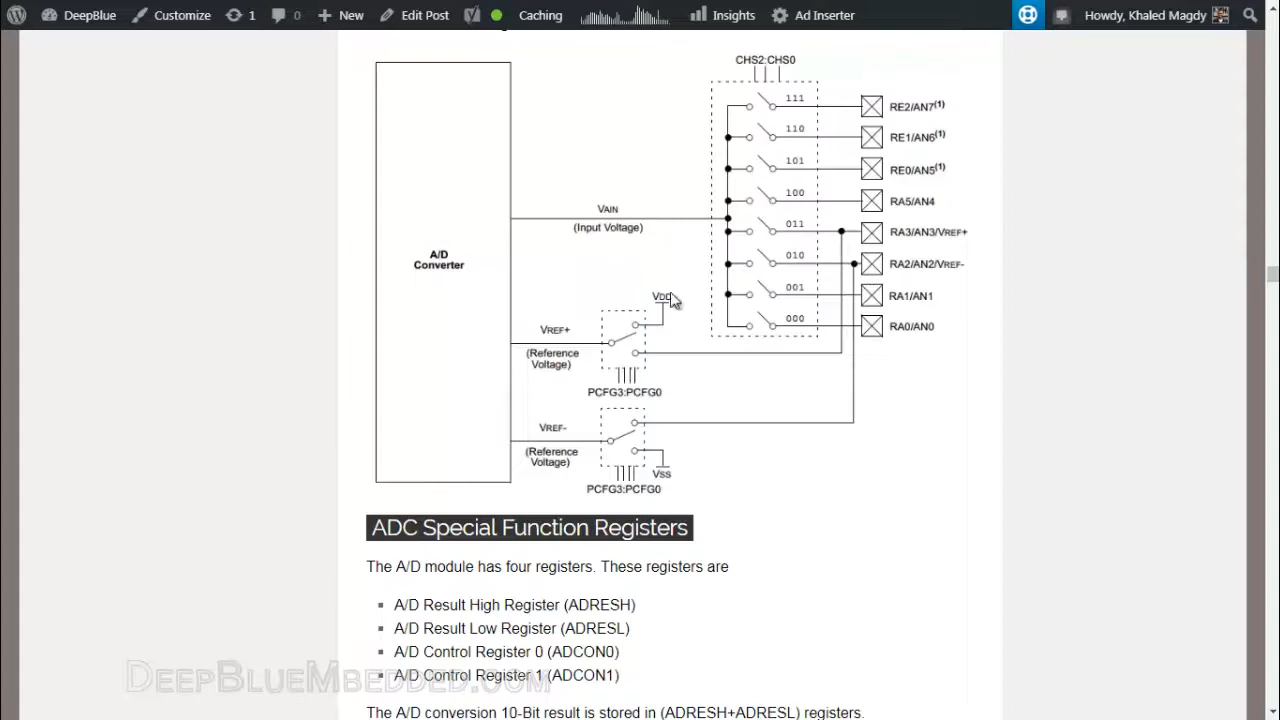 DeepBlue Customize 1 0 New Edit Post Caching Insights Ad Inserter Howdy, Khaled Magdy
CHS2:CHS0
111 RE2/AN7(1)
110 RE1/AN6(1)
101 RE0/AN5(1)
100 RA5/AN4
VAIN
(Input Voltage)
011 RA3/AN3/VREF+
A/D
Converter
010 RA2/AN2/VREF-
001 RA1/AN1
VDD
000 RA0/AN0
VREF+
(Reference
Voltage)
PCFG3:PCFG0
VREF-
(Reference
Voltage)
VSS
PCFG3:PCFG0
ADC Special Function Registers
The A/D module has four registers. These registers are
▪ A/D Result High Register (ADRESH)
▪ A/D Result Low Register (ADRESL)
▪ A/D Control Register 0 (ADCON0)
▪ A/D Control Register 1 (ADCON1)
DeepBlueMbedded.com
The A/D conversion 10-Bit result is stored in (ADRESH+ADRESL) registers.